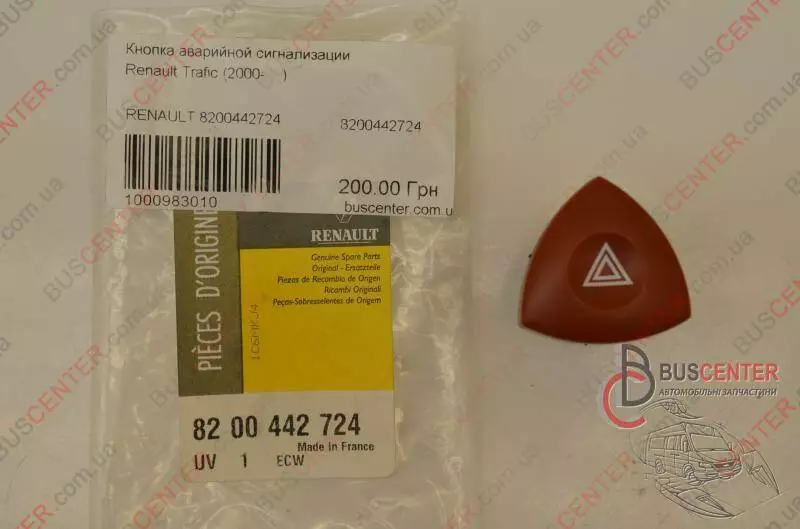 Кнопка аварийной сигнализации
Renault Trafic (2000-    )
RENAULT 8200442724
8200442724
1000983010
200.00 Грн
buscenter.com.u
PIÈCES D'ORIGINE
RENAULT
Genuine Spare Parts
Original - Ersatzteile
Piezas de Recambio de Origen
Ricambi Originali
Peças-Sobresselentes de Origem
82 00 442 724
Made in France
UV 1 ECW
BUSCENTER
АВТОМОБІЛЬНІ ЗАПЧАСТИНИ
BUSCENTER.com.ua